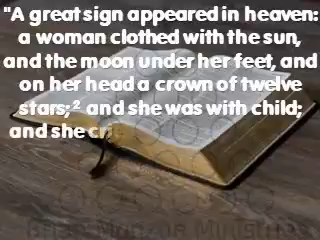 "A great sign appeared in heaven:
a woman clothed with the sun,
and the moon under her feet, and
on her head a crown of twelve
stars;² and she was with child;
and she cr